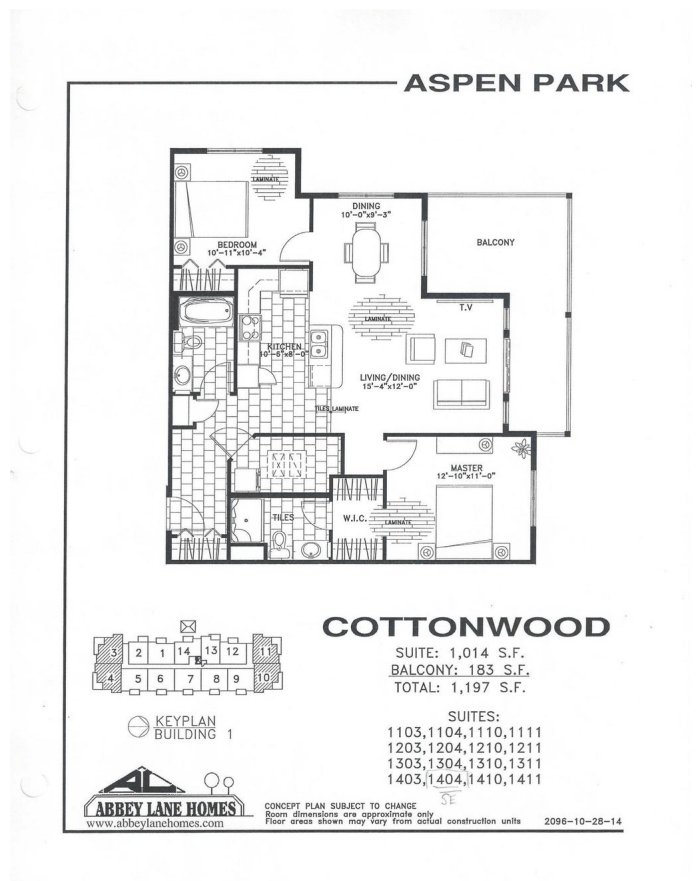 ASPEN PARK
LAMINATE
DINING
10'-0"x9'-3"
BEDROOM
10'-11"x10'-4"
BALCONY
T.V
LAMINATE
KITCHEN
10'-5"x8'-0"
LIVING/DINING
15'-4"x12'-0"
TILES LAMINATE
MASTER
12'-10"x11'-0"
TILES
W.I.C.
LAMINATE
COTTONWOOD
SUITE: 1,014 S.F.
BALCONY: 183 S.F.
TOTAL: 1,197 S.F.
3 2 1 14 13 12 11
4 5 6 7 8 9 10
KEYPLAN
BUILDING 1
SUITES:
1103,1104,1110,1111
1203,1204,1210,1211
1303,1304,1310,1311
1403,1404,1410,1411
SE
AL
ABBEY LANE HOMES
www.abbeylanehomes.com
CONCEPT PLAN SUBJECT TO CHANGE
Room dimensions are approximate only
Floor areas shown may vary from actual construction units
2096-10-28-14